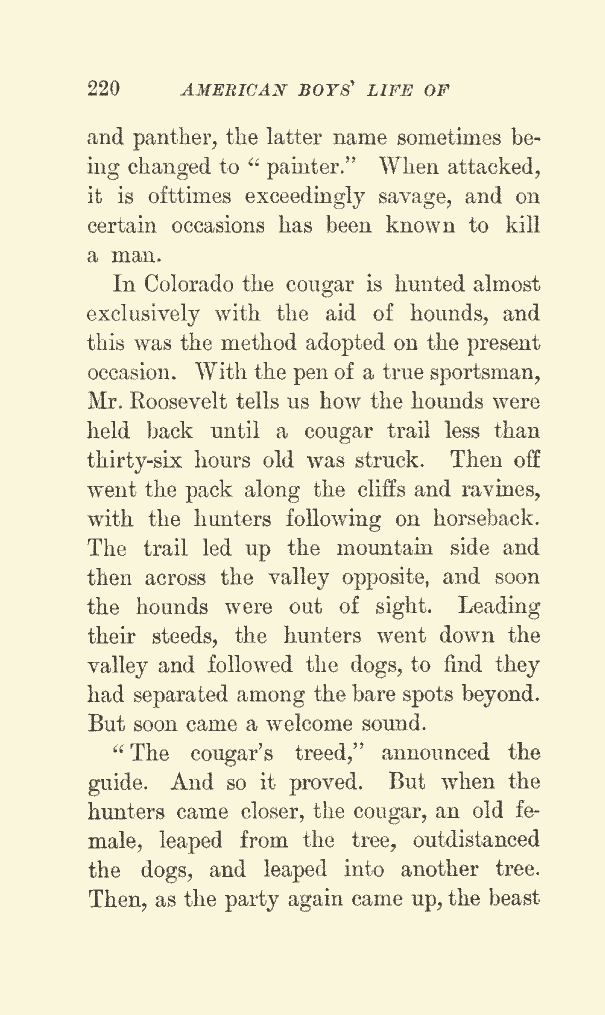 220 AMERICAN BOYS' LIFE OF
and panther, the latter name sometimes be-
ing changed to “ painter.” When attacked,
it is ofttimes exceedingly savage, and on
certain occasions has been known to kill
a man.
In Colorado the cougar is hunted almost
exclusively with the aid of hounds, and
this was the method adopted on the present
occasion. With the pen of a true sportsman,
Mr. Roosevelt tells us how the hounds were
held back until a cougar trail less than
thirty-six hours old was struck. Then off
went the pack along the cliffs and ravines,
with the hunters following on horseback.
The trail led up the mountain side and
then across the valley opposite, and soon
the hounds were out of sight. Leading
their steeds, the hunters went down the
valley and followed the dogs, to find they
had separated among the bare spots beyond.
But soon came a welcome sound.
“ The cougar's treed,” announced the
guide. And so it proved. But when the
hunters came closer, the cougar, an old fe-
male, leaped from the tree, outdistanced
the dogs, and leaped into another tree.
Then, as the party again came up, the beast